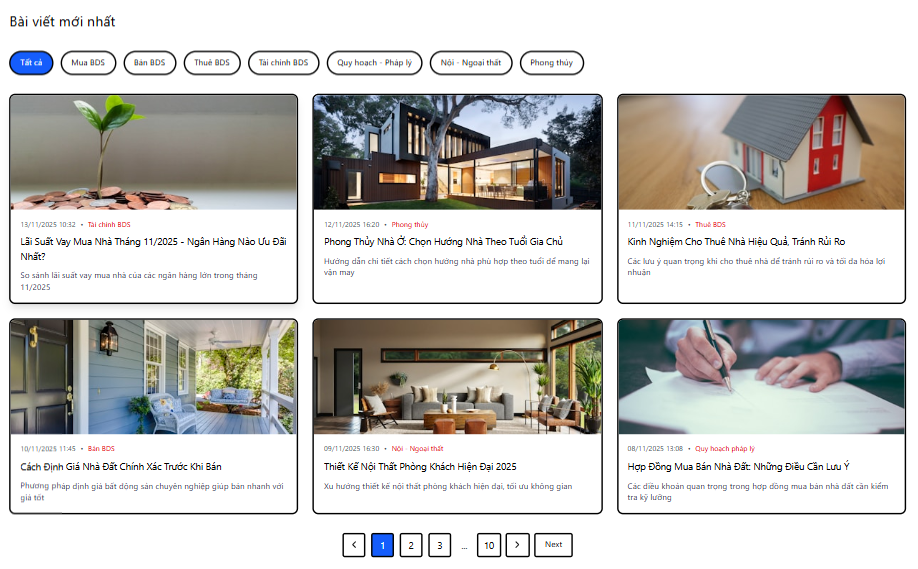 Bài viết mới nhất
Tất cả
Mua BDS
Bán BDS
Thuê BDS
Tài chính BDS
Quy hoạch - Pháp lý
Nội - Ngoại thất
Phong thủy
13/11/2025 10:32 • Tài chính BDS
Lãi Suất Vay Mua Nhà Tháng 11/2025 - Ngân Hàng Nào Ưu Đãi
Nhất?
So sánh lãi suất vay mua nhà của các ngân hàng lớn trong tháng
11/2025
12/11/2025 16:20 • Phong thủy
Phong Thủy Nhà Ở: Chọn Hướng Nhà Theo Tuổi Gia Chủ
Hướng dẫn chi tiết cách chọn hướng nhà phù hợp theo tuổi để mang lại
vận may
11/11/2025 14:15 • Thuê BDS
Kinh Nghiệm Cho Thuê Nhà Hiệu Quả, Tránh Rủi Ro
Các lưu ý quan trọng khi cho thuê nhà để tránh rủi ro và tối đa hóa lợi
nhuận
10/11/2025 11:45 • Bán BDS
Cách Định Giá Nhà Đất Chính Xác Trước Khi Bán
Phương pháp định giá bất động sản chuyên nghiệp giúp bán nhanh với
giá tốt
09/11/2025 16:30 • Nội - Ngoại thất
Thiết Kế Nội Thất Phòng Khách Hiện Đại 2025
Xu hướng thiết kế nội thất phòng khách hiện đại, tối ưu không gian
08/11/2025 13:08 • Quy hoạch pháp lý
Hợp Đồng Mua Bán Nhà Đất: Những Điều Cần Lưu Ý
Các điều khoản quan trọng trong hợp đồng mua bán nhà đất cần kiểm
tra kỹ lưỡng
‹ 1 2 3 ... 10 › Next